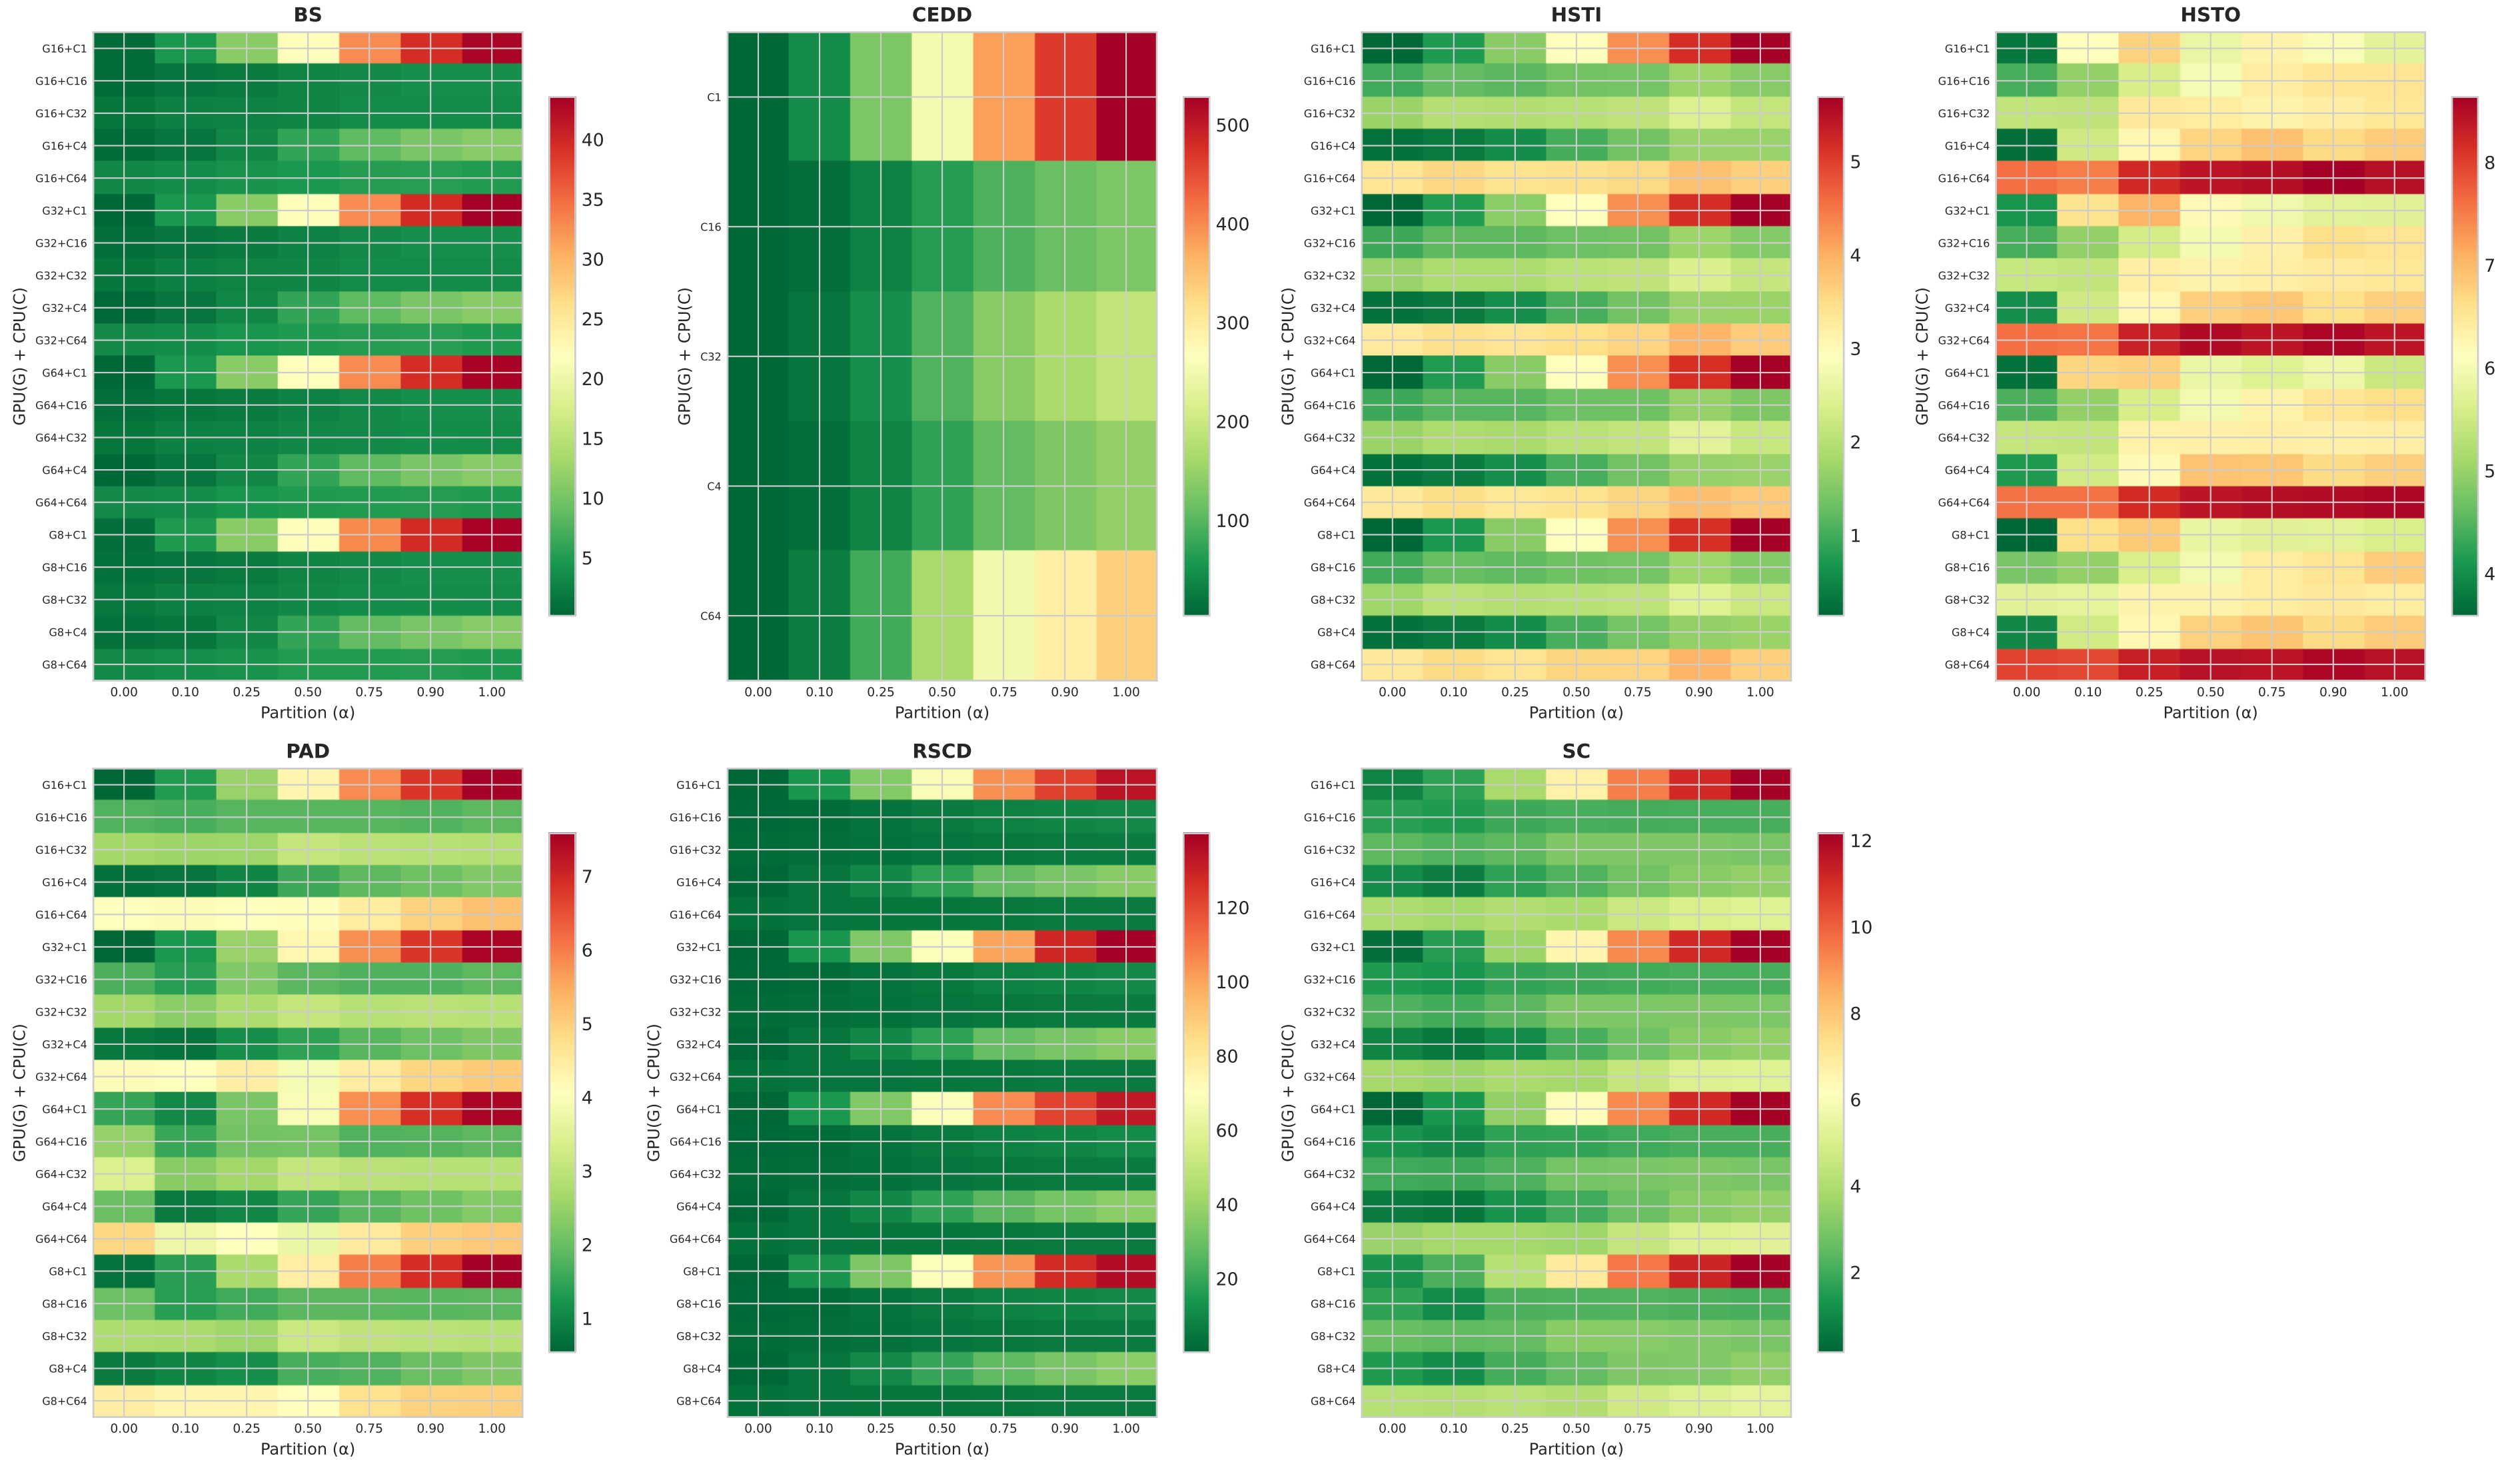 BS
GPU(G) + CPU(C)
G16+C1
G16+C16
G16+C32
G16+C4
G16+C64
G32+C1
G32+C16
G32+C32
G32+C4
G32+C64
G64+C1
G64+C16
G64+C32
G64+C4
G64+C64
G8+C1
G8+C16
G8+C32
G8+C4
G8+C64
0.00 0.10 0.25 0.50 0.75 0.90 1.00
Partition (α)
40
35
30
25
20
15
10
5
CEDD
GPU(G) + CPU(C)
C1
C16
C32
C4
C64
0.00 0.10 0.25 0.50 0.75 0.90 1.00
Partition (α)
500
400
300
200
100
HSTI
GPU(G) + CPU(C)
G16+C1
G16+C16
G16+C32
G16+C4
G16+C64
G32+C1
G32+C16
G32+C32
G32+C4
G32+C64
G64+C1
G64+C16
G64+C32
G64+C4
G64+C64
G8+C1
G8+C16
G8+C32
G8+C4
G8+C64
0.00 0.10 0.25 0.50 0.75 0.90 1.00
Partition (α)
5
4
3
2
1
HSTO
GPU(G) + CPU(C)
G16+C1
G16+C16
G16+C32
G16+C4
G16+C64
G32+C1
G32+C16
G32+C32
G32+C4
G32+C64
G64+C1
G64+C16
G64+C32
G64+C4
G64+C64
G8+C1
G8+C16
G8+C32
G8+C4
G8+C64
0.00 0.10 0.25 0.50 0.75 0.90 1.00
Partition (α)
8
7
6
5
4
PAD
GPU(G) + CPU(C)
G16+C1
G16+C16
G16+C32
G16+C4
G16+C64
G32+C1
G32+C16
G32+C32
G32+C4
G32+C64
G64+C1
G64+C16
G64+C32
G64+C4
G64+C64
G8+C1
G8+C16
G8+C32
G8+C4
G8+C64
0.00 0.10 0.25 0.50 0.75 0.90 1.00
Partition (α)
7
6
5
4
3
2
1
RSCD
GPU(G) + CPU(C)
G16+C1
G16+C16
G16+C32
G16+C4
G16+C64
G32+C1
G32+C16
G32+C32
G32+C4
G32+C64
G64+C1
G64+C16
G64+C32
G64+C4
G64+C64
G8+C1
G8+C16
G8+C32
G8+C4
G8+C64
0.00 0.10 0.25 0.50 0.75 0.90 1.00
Partition (α)
120
100
80
60
40
20
SC
GPU(G) + CPU(C)
G16+C1
G16+C16
G16+C32
G16+C4
G16+C64
G32+C1
G32+C16
G32+C32
G32+C4
G32+C64
G64+C1
G64+C16
G64+C32
G64+C4
G64+C64
G8+C1
G8+C16
G8+C32
G8+C4
G8+C64
0.00 0.10 0.25 0.50 0.75 0.90 1.00
Partition (α)
12
10
8
6
4
2